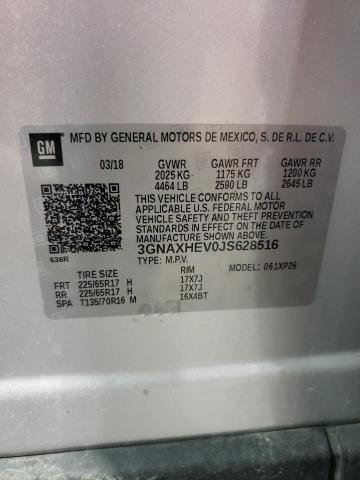 GM
MFD BY GENERAL MOTORS DE MEXICO, S. DE R.L. DE C.V.
03/18 GVWR GAWR FRT GAWR RR
2025 KG 1175 KG 1200 KG
4464 LB 2590 LB 2645 LB
THIS VEHICLE CONFORMS TO ALL
APPLICABLE U.S. FEDERAL MOTOR
VEHICLE SAFETY AND THEFT
PREVENTION STANDARDS IN EFFECT
ON THE DATE OF MANUFACTURE
SHOWN ABOVE.
3GNAXHEV0JS628516
636R
TYPE: M.P.V. MODEL: 061XP26
TIRE SIZE RIM
FRT 225/65R17 H 17X7J
RR 225/65R17 H 17X7J
SPA T135/70R16 M 16X4BT